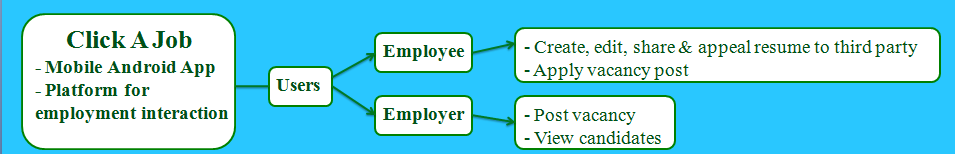 Click A Job
- Mobile Android App
- Platform for
employment interaction
Users
Employee
- Create, edit, share & appeal resume to third party
- Apply vacancy post
Employer
- Post vacancy
- View candidates